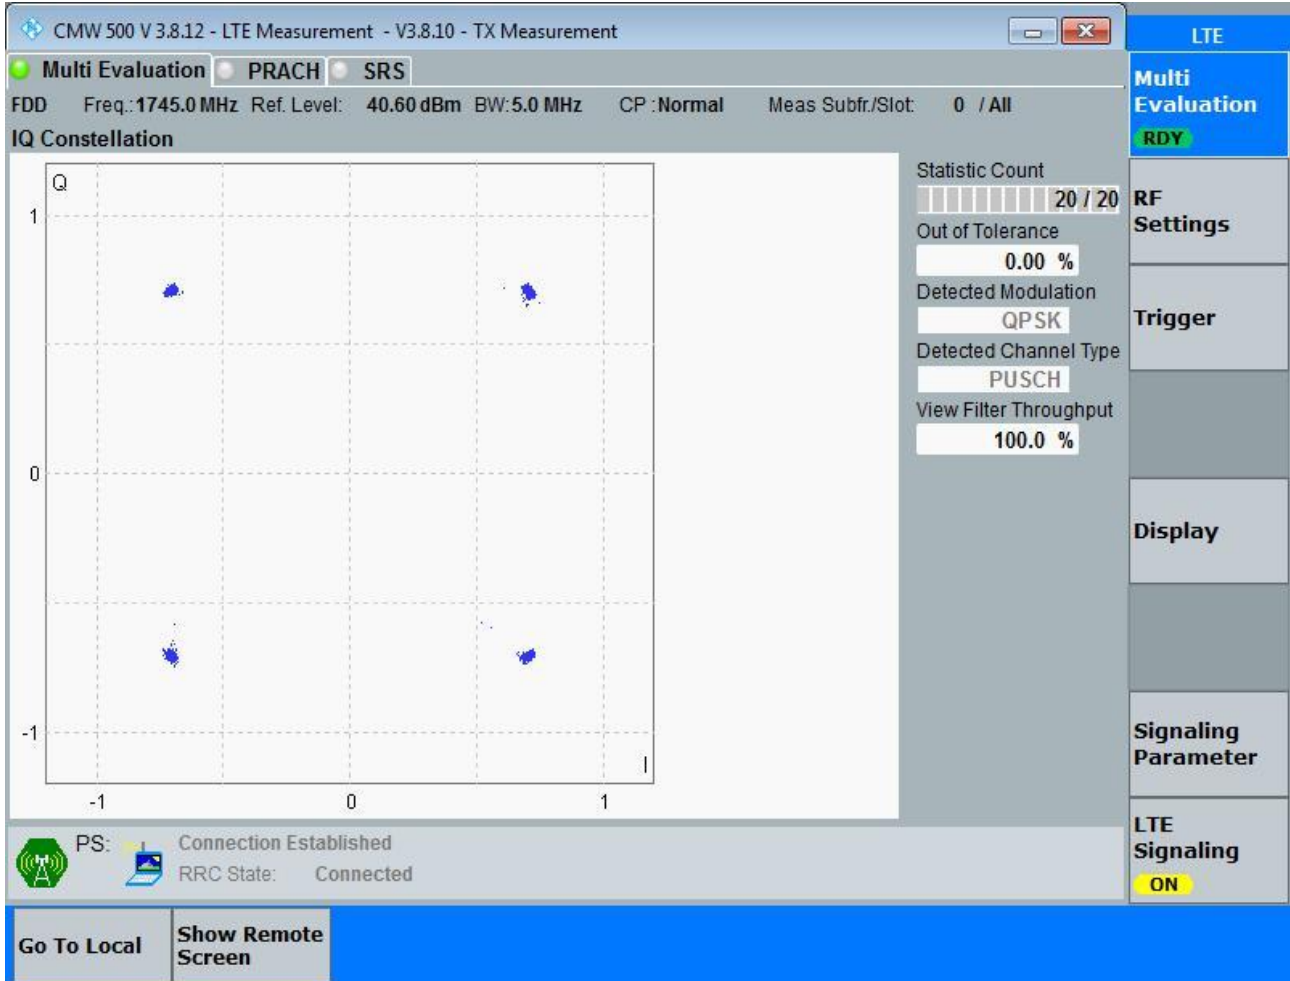 CMW 500 V 3.8.12 - LTE Measurement - V3.8.10 - TX Measurement
LTE
Multi Evaluation PRACH SRS
FDD Freq.:1745.0 MHz Ref. Level: 40.60 dBm BW:5.0 MHz CP :Normal Meas Subfr./Slot: 0 / All
IQ Constellation
Q
1
0
-1
-1 0 1
I
Statistic Count
20 / 20
Out of Tolerance
0.00 %
Detected Modulation
QPSK
Detected Channel Type
PUSCH
View Filter Throughput
100.0 %
Multi
Evaluation
RDY
RF
Settings
Trigger
Display
Signaling
Parameter
LTE
Signaling
ON
PS: Connection Established
RRC State: Connected
Go To Local
Show Remote
Screen